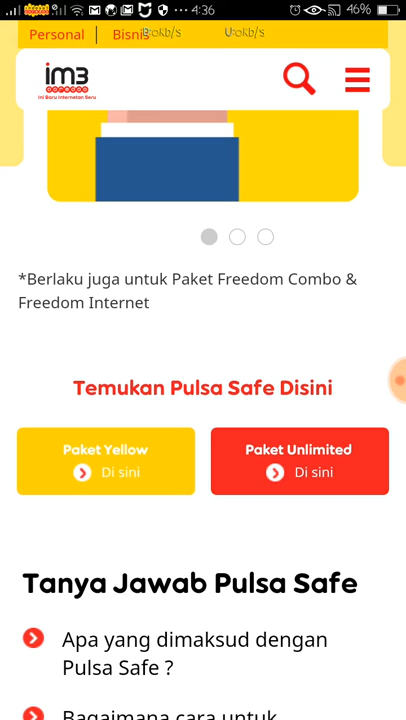 4:36
46%
Personal | Bisnis
im3
ooredoo
Ini Baru Internetan Seru
*Berlaku juga untuk Paket Freedom Combo &
Freedom Internet
Temukan Pulsa Safe Disini
Paket Yellow
Di sini
Paket Unlimited
Di sini
Tanya Jawab Pulsa Safe
Apa yang dimaksud dengan
Pulsa Safe ?
Bagaimana cara untuk